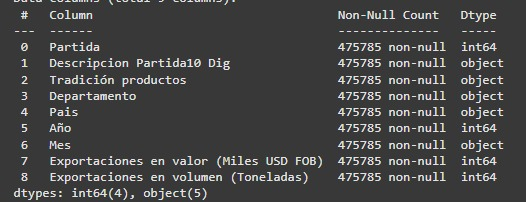 Data columns (total 9 columns):
#   Column   Non-Null Count   Dtype
---  ------   --------------   -----
0   Partida   475785 non-null   int64
1   Descripcion Partida10 Dig   475785 non-null   object
2   Tradición productos   475785 non-null   object
3   Departamento   475785 non-null   object
4   Pais   475785 non-null   object
5   Año   475785 non-null   int64
6   Mes   475785 non-null   object
7   Exportaciones en valor (Miles USD FOB)   475785 non-null   int64
8   Exportaciones en volumen (Toneladas)   475785 non-null   int64
dtypes: int64(4), object(5)